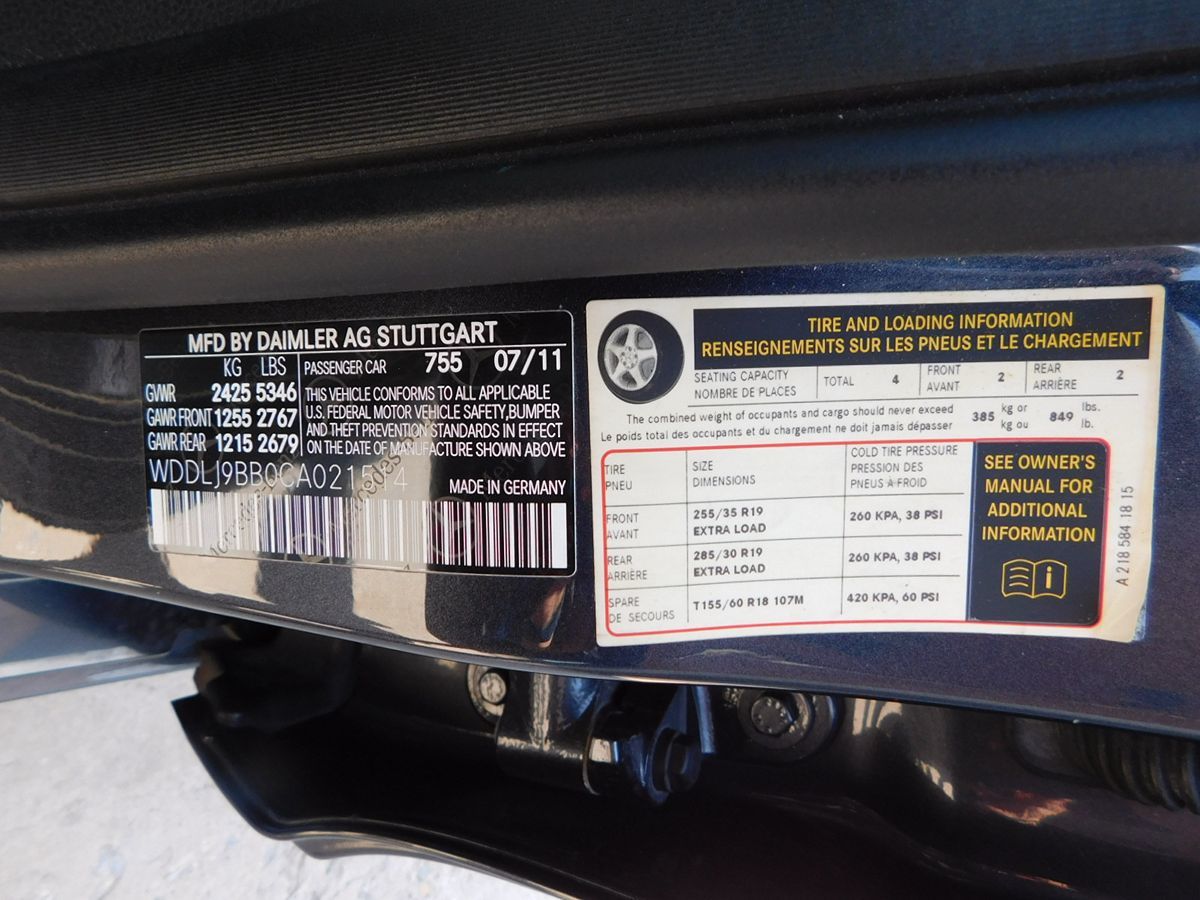 MFD BY DAIMLER AG STUTTGART
KG LBS
GVWR 2425 5346
GAWR FRONT 1255 2767
GAWR REAR 1215 2679
PASSENGER CAR 755 07/11
THIS VEHICLE CONFORMS TO ALL APPLICABLE
U.S. FEDERAL MOTOR VEHICLE SAFETY, BUMPER
AND THEFT PREVENTION STANDARDS IN EFFECT
ON THE DATE OF MANUFACTURE SHOWN ABOVE
MADE IN GERMANY
TIRE AND LOADING INFORMATION
RENSEIGNEMENTS SUR LES PNEUS ET LE CHARGEMENT
SEATING CAPACITY
NOMBRE DE PLACES
TOTAL 4
FRONT
AVANT
2
REAR
ARRIÈRE
2
The combined weight of occupants and cargo should never exceed
Le poids total des occupants et du chargement ne doit jamais dépasser
385 kg or
kg ou
849 lbs.
lb.
TIRE
PNEU
SIZE
DIMENSIONS
COLD TIRE PRESSURE
PRESSION DES
PNEUS À FROID
FRONT
AVANT
255/35 R19
EXTRA LOAD
260 KPA, 38 PSI
REAR
ARRIÈRE
285/30 R19
EXTRA LOAD
260 KPA, 38 PSI
SPARE
DE SECOURS
T155/60 R18 107M
420 KPA, 60 PSI
SEE OWNER'S
MANUAL FOR
ADDITIONAL
INFORMATION
A 218 584 18 15